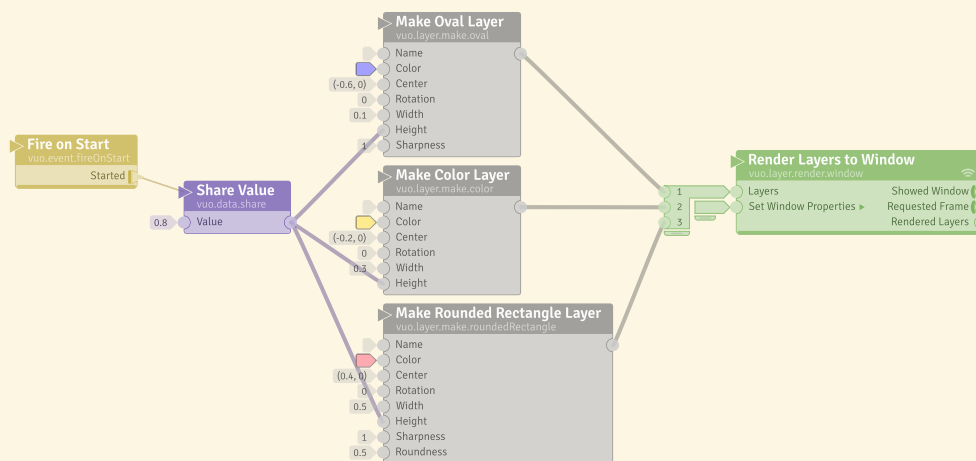 Fire on Start
vuo.event.fireOnStart
Started
Share Value
vuo.data.share
0.8 Value
Make Oval Layer
vuo.layer.make.oval
Name
Color
(-0.6, 0) Center
0 Rotation
0.1 Width
Height
1 Sharpness
Make Color Layer
vuo.layer.make.color
Name
Color
(-0.2, 0) Center
0 Rotation
0.3 Width
Height
Make Rounded Rectangle Layer
vuo.layer.make.roundedRectangle
Name
Color
(0.4, 0) Center
0 Rotation
0.5 Width
Height
1 Sharpness
0.5 Roundness
1
2
3
Render Layers to Window
vuo.layer.render.window
Layers Showed Window
Set Window Properties Requested Frame
Rendered Layers